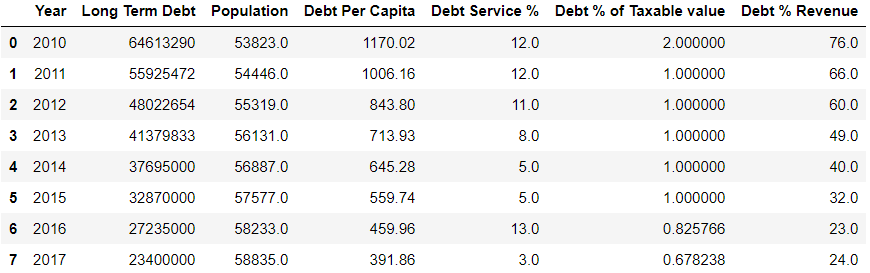 Year Long Term Debt Population Debt Per Capita Debt Service % Debt % of Taxable value Debt % Revenue
0 2010 64613290 53823.0 1170.02 12.0 2.000000 76.0
1 2011 55925472 54446.0 1006.16 12.0 1.000000 66.0
2 2012 48022654 55319.0 843.80 11.0 1.000000 60.0
3 2013 41379833 56131.0 713.93 8.0 1.000000 49.0
4 2014 37695000 56887.0 645.28 5.0 1.000000 40.0
5 2015 32870000 57577.0 559.74 5.0 1.000000 32.0
6 2016 27235000 58233.0 459.96 13.0 0.825766 23.0
7 2017 23400000 58835.0 391.86 3.0 0.678238 24.0